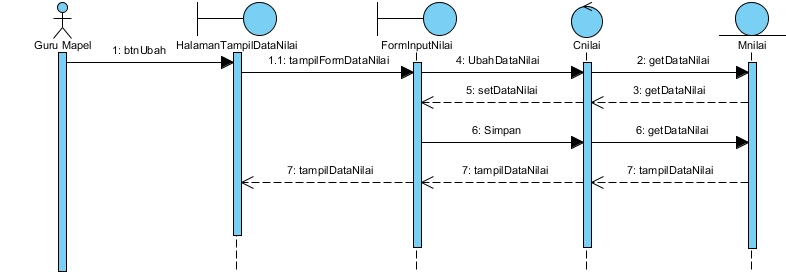 Guru Mapel
HalamanTampilDataNilai
FormInputNilai
Cnilai
Mnilai
1: btnUbah
1.1: tampilFormDataNilai
4: UbahDataNilai
2: getDataNilai
5: setDataNilai
3: getDataNilai
6: Simpan
6: getDataNilai
7: tampilDataNilai
7: tampilDataNilai
7: tampilDataNilai